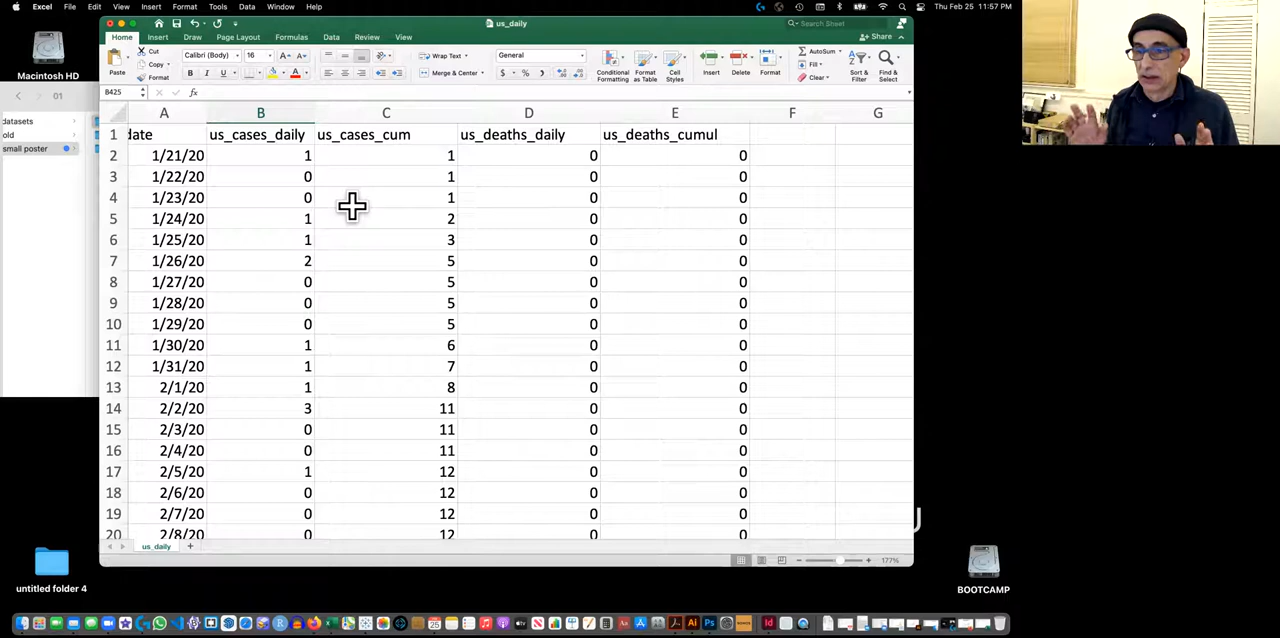 Excel File Edit View Insert Format Tools Data Window Help
Thu Feb 25 11:57 PM
us_daily
Search Sheet
Home Insert Draw Page Layout Formulas Data Review View
Share
Paste
Cut
Copy
Format
Calibri (Body) 16
B I U
Wrap Text
Merge & Center
General
Conditional Formatting
Format as Table
Cell Styles
Insert
Delete
Format
AutoSum
Fill
Clear
Sort & Filter
Find & Select
B425
fx
Macintosh HD
01
datasets
old
small poster
A B C D E F G
1 date us_cases_daily us_cases_cum us_deaths_daily us_deaths_cumul
2 1/21/20 1 1 0 0
3 1/22/20 0 1 0 0
4 1/23/20 0 1 0 0
5 1/24/20 1 2 0 0
6 1/25/20 1 3 0 0
7 1/26/20 2 5 0 0
8 1/27/20 0 5 0 0
9 1/28/20 0 5 0 0
10 1/29/20 0 5 0 0
11 1/30/20 1 6 0 0
12 1/31/20 1 7 0 0
13 2/1/20 1 8 0 0
14 2/2/20 3 11 0 0
15 2/3/20 0 11 0 0
16 2/4/20 0 11 0 0
17 2/5/20 1 12 0 0
18 2/6/20 0 12 0 0
19 2/7/20 0 12 0 0
20 2/8/20 0 12 0 0
us_daily
177%
untitled folder 4
BOOTCAMP